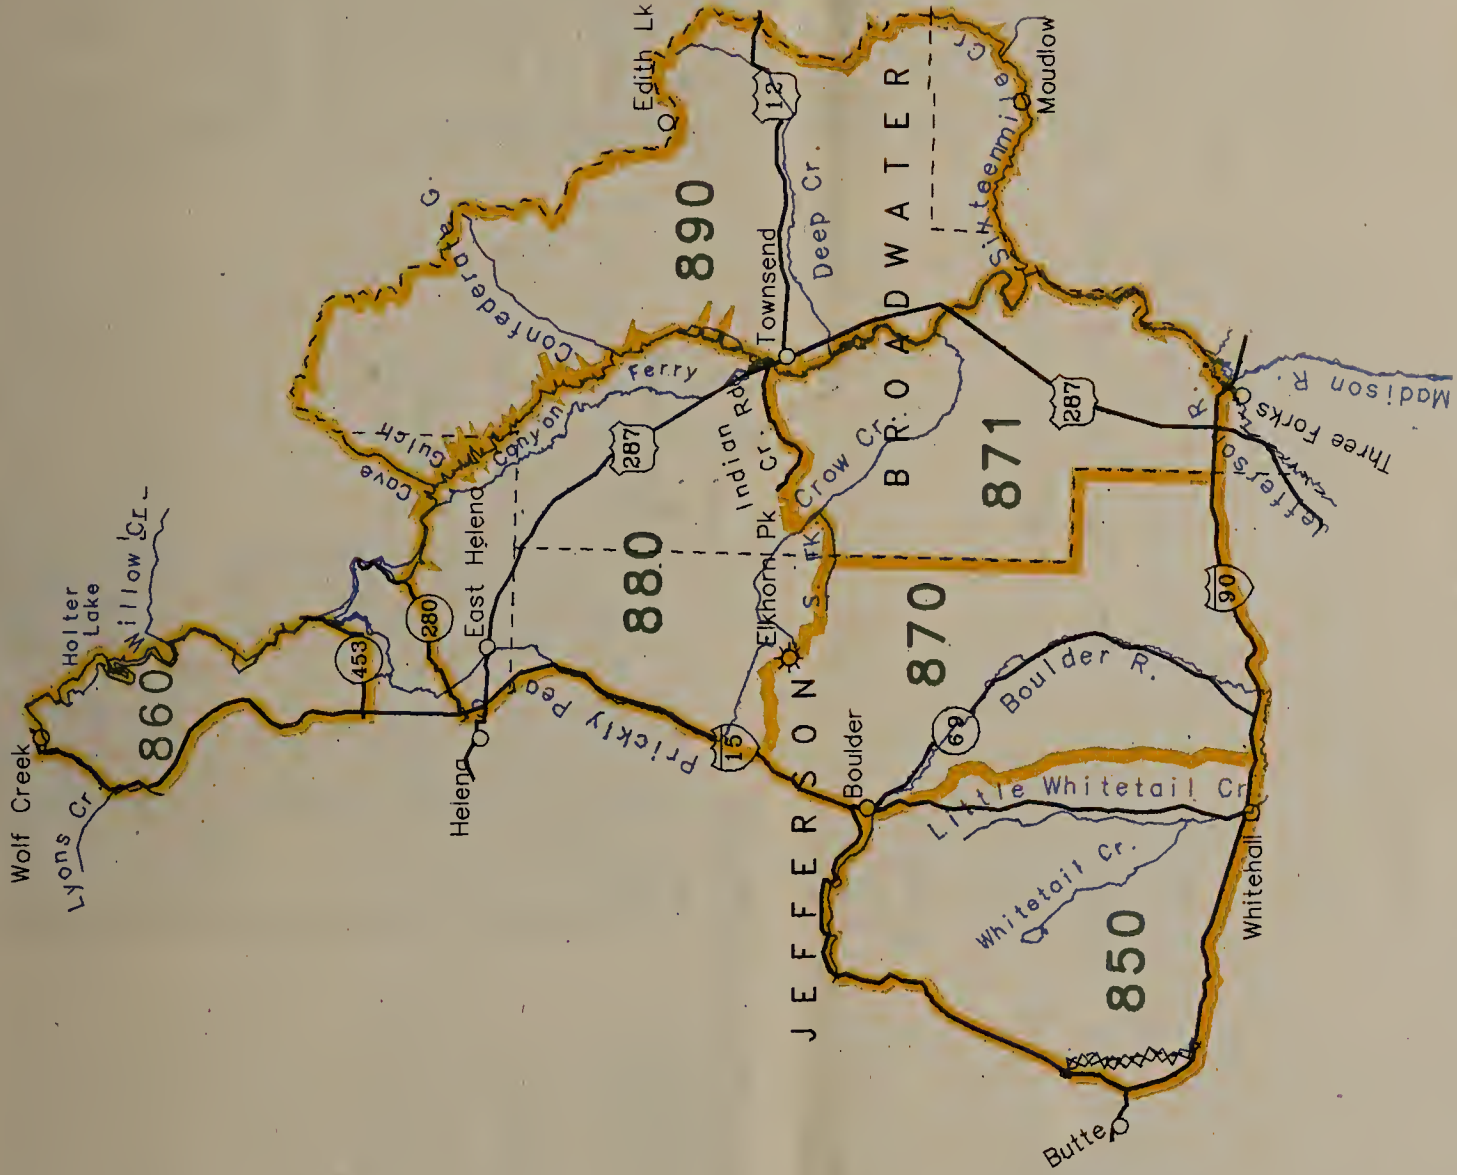 Wolf Creek
Holter
Lake
Willow Cr.
Lyons Cr.
860
453
280
Helena
East Helena
Prickly Pear
Cave
Gulch
Canyon
Ferry
Confederate G.
Edith Lk
890
12
Deep Cr.
Townsend
287
880
Indian Rd.
Cr.
Elkhorn Pk
Crow Cr.
S. Fk
15
JEFFERSON
BROADWATER
Sixteenmile Cr
Moudlow
871
287
Boulder
870
69
Boulder R.
Little Whitetail Cr.
Whitetail Cr.
850
90
Whitehall
Butte
Jefferson R.
Three Forks
Madison R.